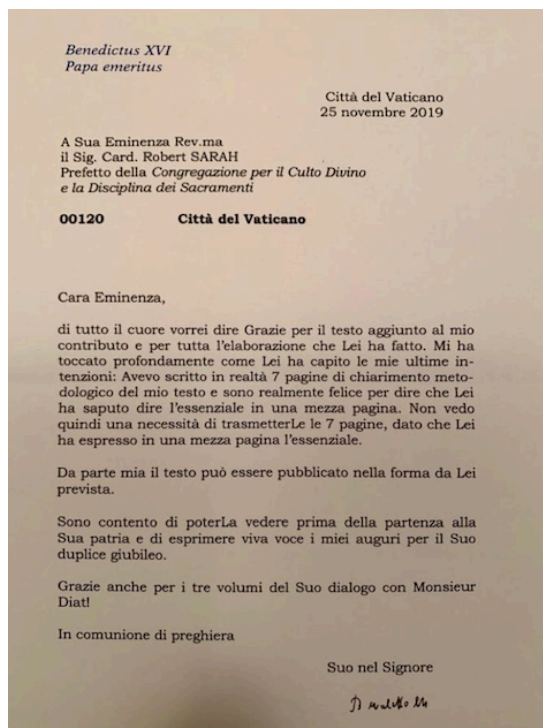 Benedictus XVI
Papa emeritus
Città del Vaticano
25 novembre 2019
A Sua Eminenza Rev.ma
il Sig. Card. Robert SARAH
Prefetto della Congregazione per il Culto Divino
e la Disciplina dei Sacramenti
00120 Città del Vaticano
Cara Eminenza,
di tutto il cuore vorrei dire Grazie per il testo aggiunto al mio
contributo e per tutta l'elaborazione che Lei ha fatto. Mi ha
toccato profondamente come Lei ha capito le mie ultime in-
tenzioni: Avevo scritto in realtà 7 pagine di chiarimento meto-
dologico del mio testo e sono realmente felice per dire che Lei
ha saputo dire l'essenziale in una mezza pagina. Non vedo
quindi una necessità di trasmetterLe le 7 pagine, dato che Lei
ha espresso in una mezza pagina l'essenziale.
Da parte mia il testo può essere pubblicato nella forma da Lei
prevista.
Sono contento di poterLa vedere prima della partenza alla
Sua patria e di esprimere viva voce i miei auguri per il Suo
duplice giubileo.
Grazie anche per i tre volumi del Suo dialogo con Monsieur
Diat!
In comunione di preghiera
Suo nel Signore